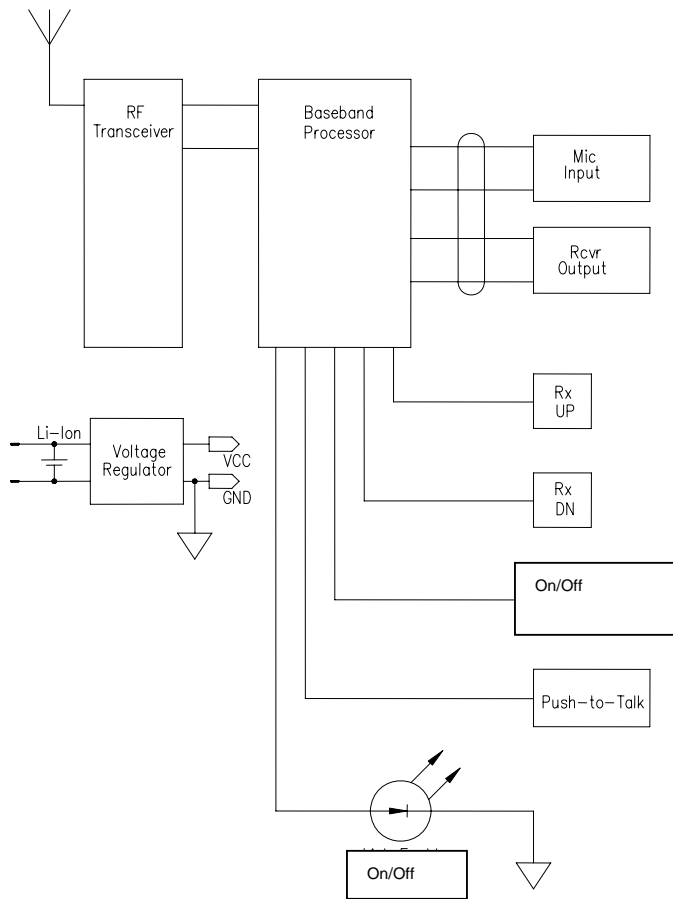 RF
Transceiver
Baseband
Processor
Mic
Input
Rcvr
Output
Rx
UP
Li-Ion
Voltage
Regulator
VCC
GND
Rx
DN
On/Off
Push-to-Talk
On/Off